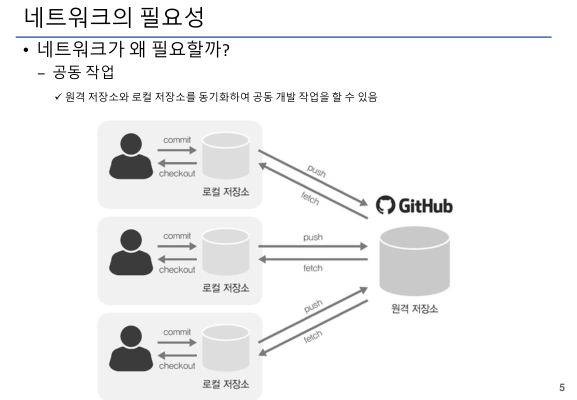 네트워크의 필요성
• 네트워크가 왜 필요할까?
– 공동 작업
✓ 원격 저장소와 로컬 저장소를 동기화하여 공동 개발 작업을 할 수 있음
commit
checkout
로컬 저장소
push
fetch
GitHub
commit
checkout
로컬 저장소
push
fetch
원격 저장소
commit
checkout
로컬 저장소
push
fetch
5